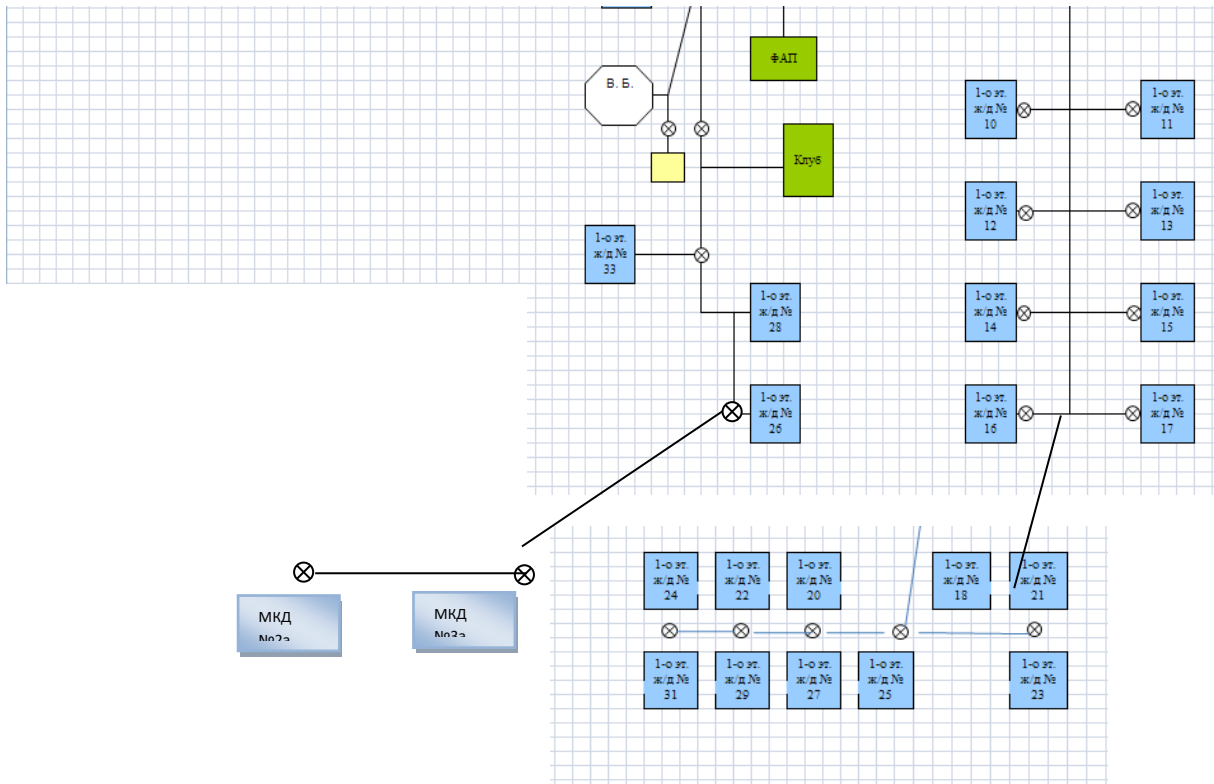 ФАП
В. Б.
Клуб
1-о эт.
ж/д №
10
1-о эт.
ж/д №
11
1-о эт.
ж/д №
12
1-о эт.
ж/д №
13
1-о эт.
ж/д №
33
1-о эт.
ж/д №
28
1-о эт.
ж/д №
14
1-о эт.
ж/д №
15
1-о эт.
ж/д №
26
1-о эт.
ж/д №
16
1-о эт.
ж/д №
17
МКД
№2а
МКД
№3а
1-о эт.
ж/д №
24
1-о эт.
ж/д №
22
1-о эт.
ж/д №
20
1-о эт.
ж/д №
18
1-о эт.
ж/д №
21
1-о эт.
ж/д №
31
1-о эт.
ж/д №
29
1-о эт.
ж/д №
27
1-о эт.
ж/д №
25
1-о эт.
ж/д №
23